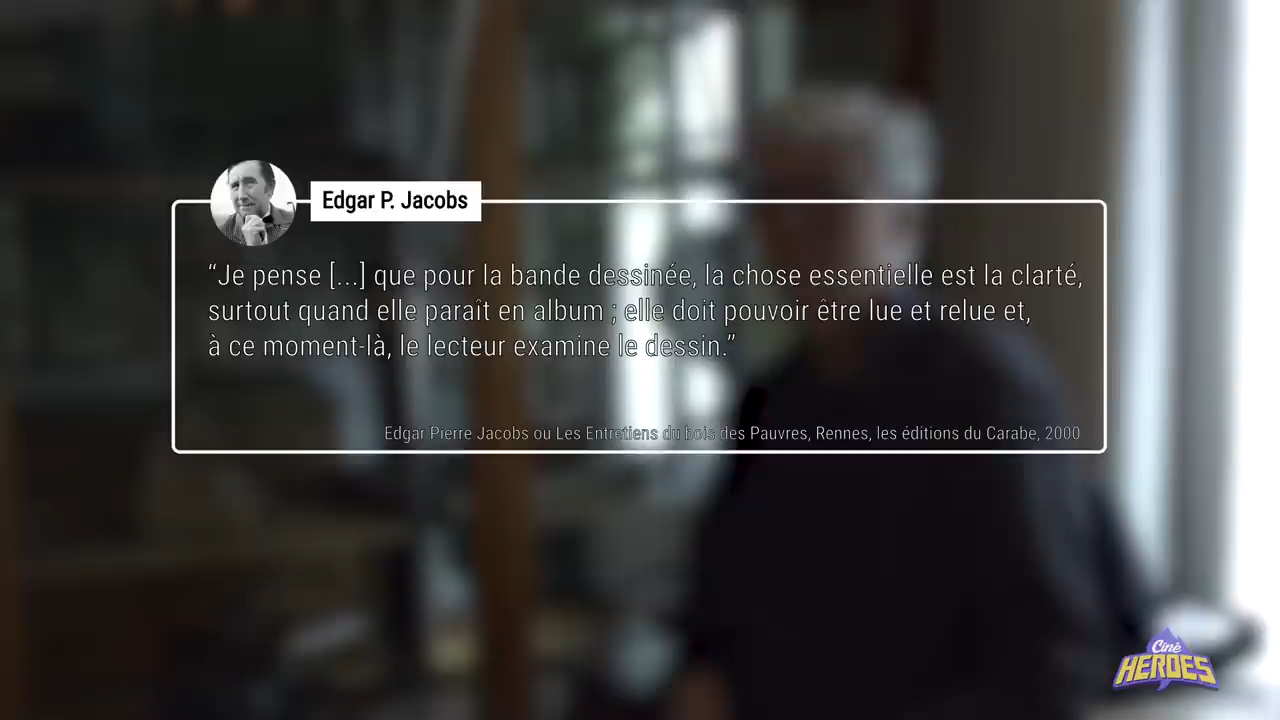 Edgar P. Jacobs
“Je pense [...] que pour la bande dessinée, la chose essentielle est la clarté,
surtout quand elle paraît en album ; elle doit pouvoir être lue et relue et,
à ce moment-là, le lecteur examine le dessin.”
Edgar Pierre Jacobs ou Les Entretiens du bois des Pauvres, Rennes, les éditions du Carabe, 2000
Ciné
HEROES